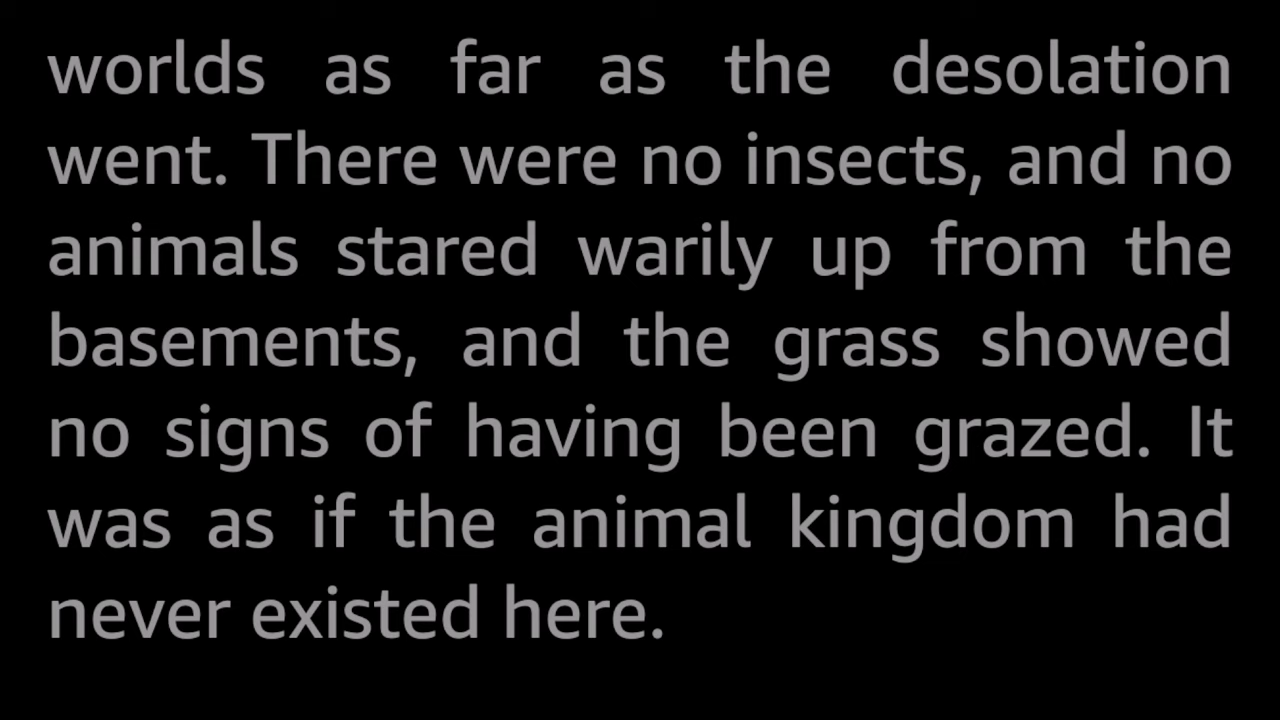 worlds as far as the desolation
went. There were no insects, and no
animals stared warily up from the
basements, and the grass showed
no signs of having been grazed. It
was as if the animal kingdom had
never existed here.